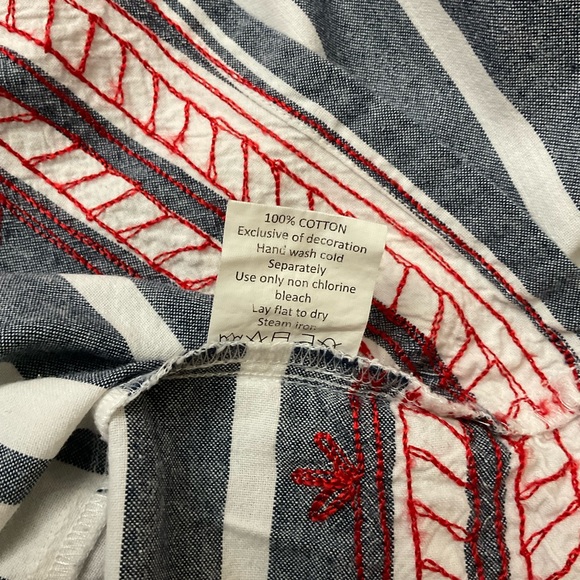 100% COTTON
Exclusive of decoration
Hand wash cold
Separately
Use only non chlorine
bleach
Lay flat to dry
Steam iron